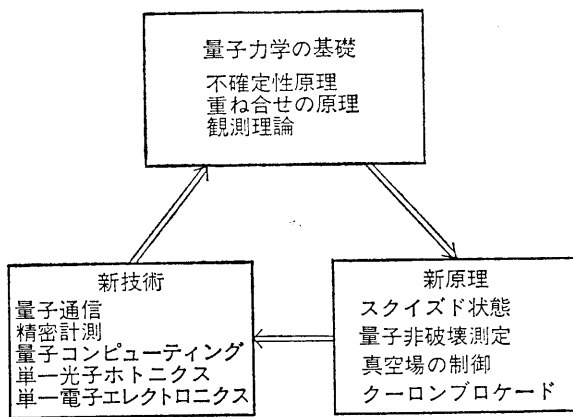 量子力学の基礎
不確定性原理
重ね合せの原理
観測理論
新技術
量子通信
精密計測
量子コンピューティング
単一光子ホトニクス
単一電子エレクトロニクス
新原理
スクイズド状態
量子非破壊測定
真空場の制御
クーロンブロケード